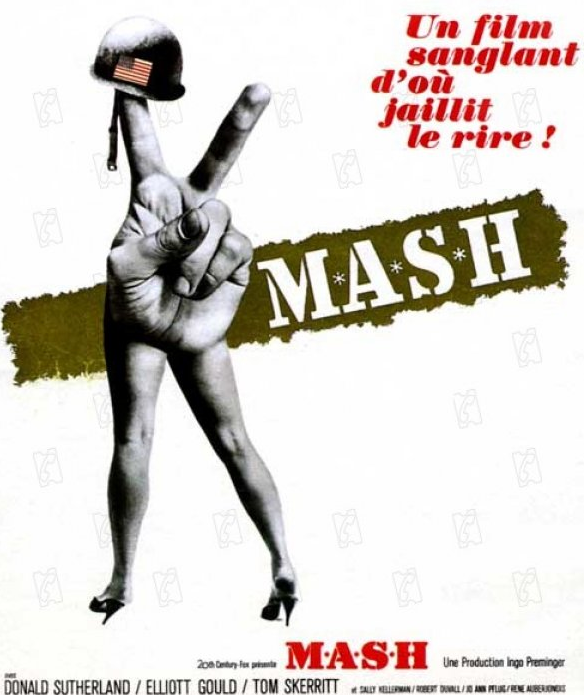 Un film
sanglant
d'où
jaillit
le rire !
M*A*S*H
20th Century-Fox présente
M·A·S·H
Une Production Ingo Preminger
avec
DONALD SUTHERLAND / ELLIOTT GOULD / TOM SKERRITT
et SALLY KELLERMAN / ROBERT DUVALL / JO ANN PFLUG / RENE AUBERJONOIS